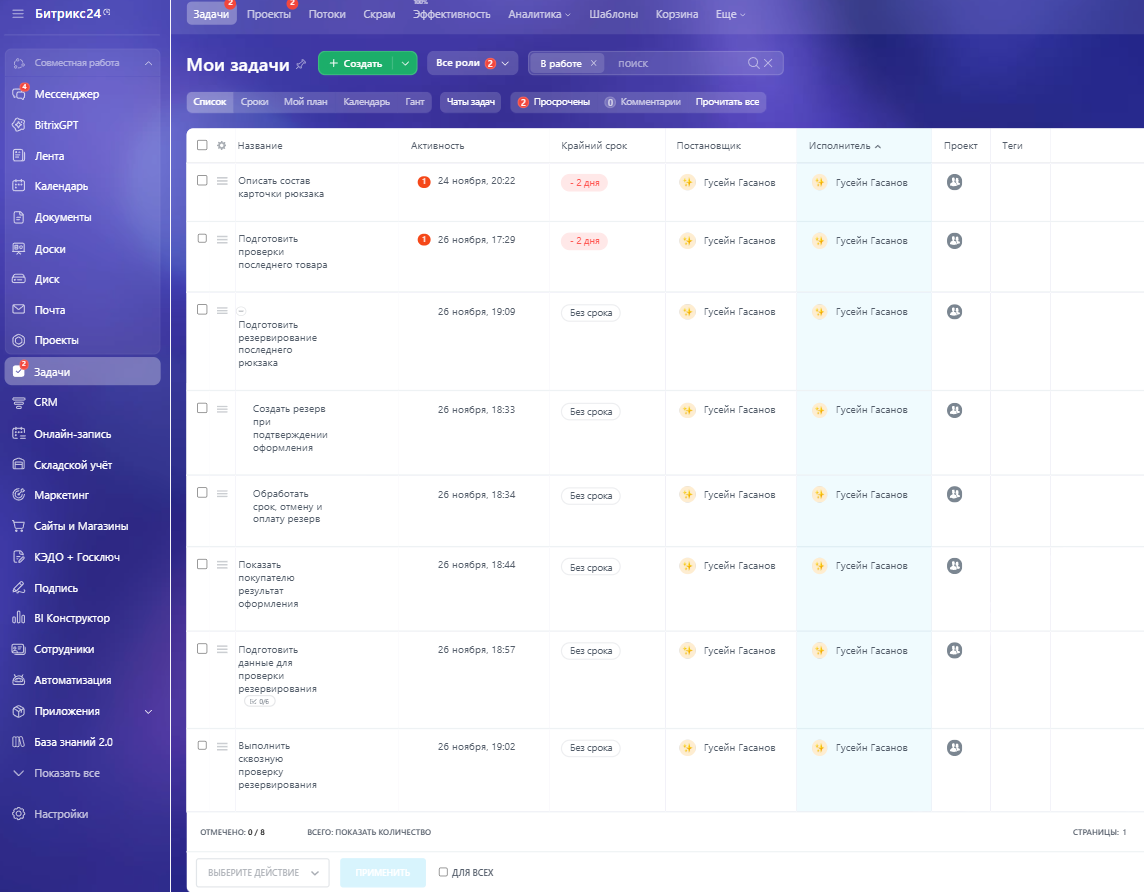 Битрикс24
Совместная работа
4
Мессенджер
BitrixGPT
Лента
Календарь
Документы
Доски
Диск
Почта
Проекты
2
Задачи
CRM
Онлайн-запись
Складской учёт
Маркетинг
Сайты и Магазины
КЭДО + Госключ
Подпись
BI Конструктор
Сотрудники
Автоматизация
Приложения
База знаний 2.0
Показать все
Настройки
Задачи 2 Проекты 2 Потоки Скрам Эффективность 100% Аналитика Шаблоны Корзина Еще
Мои задачи + Создать Все роли 2 В работе × поиск
Список Сроки Мой план Календарь Гант Чаты задач 2 Просрочены 0 Комментарии Прочитать все
Название Активность Крайний срок Постановщик Исполнитель Проект Теги
Описать состав
карточки рюкзака
1 24 ноября, 20:22 - 2 дня Гусейн Гасанов Гусейн Гасанов
Подготовить
проверки
последнего товара
1 26 ноября, 17:29 - 2 дня Гусейн Гасанов Гусейн Гасанов
Подготовить
резервирование
последнего
рюкзака
26 ноября, 19:09 Без срока Гусейн Гасанов Гусейн Гасанов
Создать резерв
при
подтверждении
оформления
26 ноября, 18:33 Без срока Гусейн Гасанов Гусейн Гасанов
Обработать
срок, отмену и
оплату резерв
26 ноября, 18:34 Без срока Гусейн Гасанов Гусейн Гасанов
Показать
покупателю
результат
оформления
26 ноября, 18:44 Без срока Гусейн Гасанов Гусейн Гасанов
Подготовить
данные для
проверки
резервирования
0/6
26 ноября, 18:57 Без срока Гусейн Гасанов Гусейн Гасанов
Выполнить
сквозную
проверку
резервирования
26 ноября, 19:02 Без срока Гусейн Гасанов Гусейн Гасанов
ОТМЕЧЕНО: 0 / 8 ВСЕГО: ПОКАЗАТЬ КОЛИЧЕСТВО СТРАНИЦЫ: 1
ВЫБЕРИТЕ ДЕЙСТВИЕ ПРИМЕНИТЬ ДЛЯ ВСЕХ